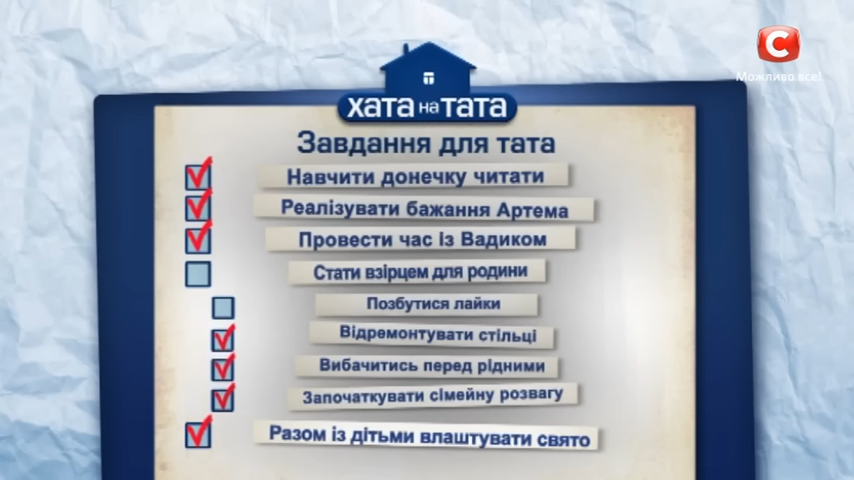 С
Можливо все!
ХАТА НА ТАТА
Завдання для тата
Навчити донечку читати
Реалізувати бажання Артема
Провести час із Вадиком
Стати взірцем для родини
Позбутися лайки
Відремонтувати стільці
Вибачитись перед рідними
Започаткувати сімейну розвагу
Разом із дітьми влаштувати свято